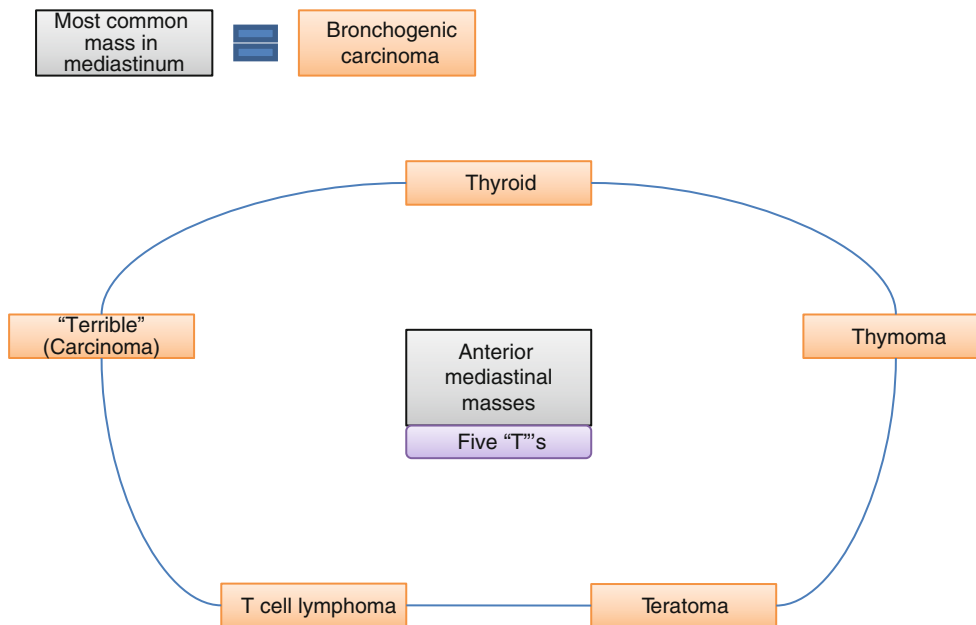 Most common
mass in
mediastinum
Bronchogenic
carcinoma
Thyroid
“Terrible”
(Carcinoma)
Thymoma
Anterior
mediastinal
masses
Five “T”’s
T cell lymphoma
Teratoma